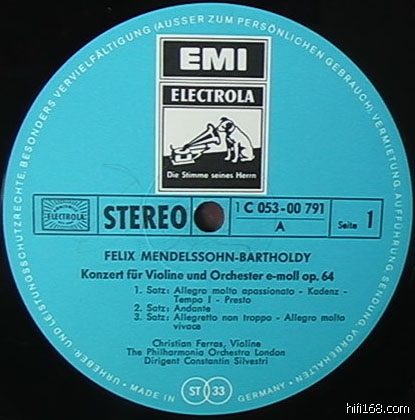 EMI
ELECTROLA
Die Stimme seines Herrn
ELECTROLA
STEREO
1 C 053-00 791
A
Seite 1
FELIX MENDELSSOHN-BARTHOLDY
Konzert für Violine und Orchester e-moll op. 64
1. Satz: Allegro molto apassionato - Kadenz -
Tempo I - Presto
2. Satz: Andante
3. Satz: Allegretto non troppo - Allegro molto
vivace
Christian Ferras, Violine
The Philharmonia Orchestra London
Dirigent Constantin Silvestri
• URHEBER- UND LEISTUNGSSCHUTZRECHTE, BESONDERS VERVIELFÄLTIGUNG (AUSSER ZUM PERSÖNLICHEN GEBRAUCH), VERMIETUNG, AUFFÜHRUNG, SENDUNG VORBEHALTEN •
MADE IN
ST 33
GERMANY
hifi168.com